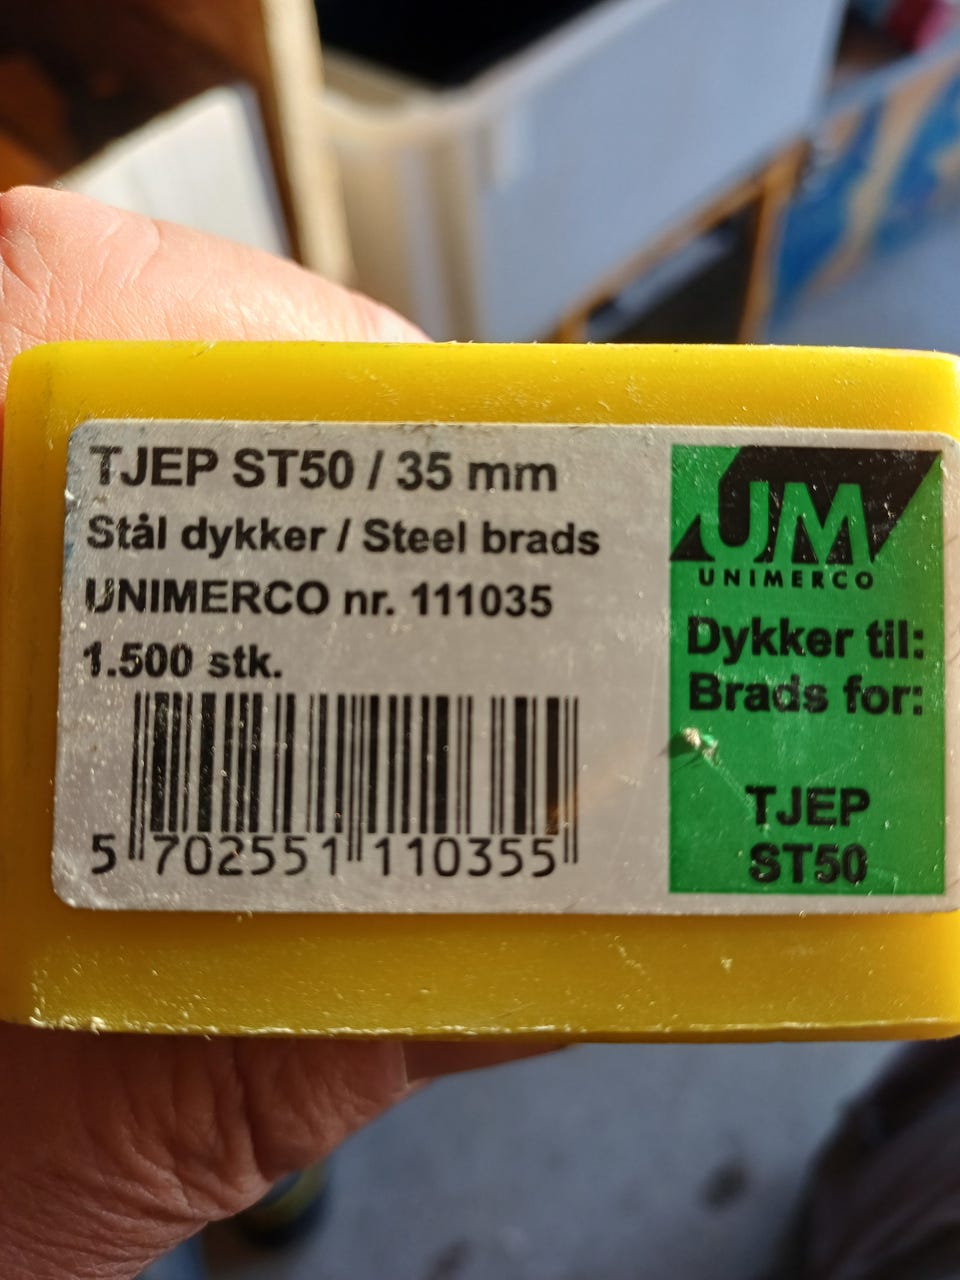 TJEP ST50 / 35 mm
Stål dykker / Steel brads
UNIMERCO nr. 111035
1.500 stk.
5 702551 110355
UM
UNIMERCO
Dykker til:
Brads for:
TJEP
ST50